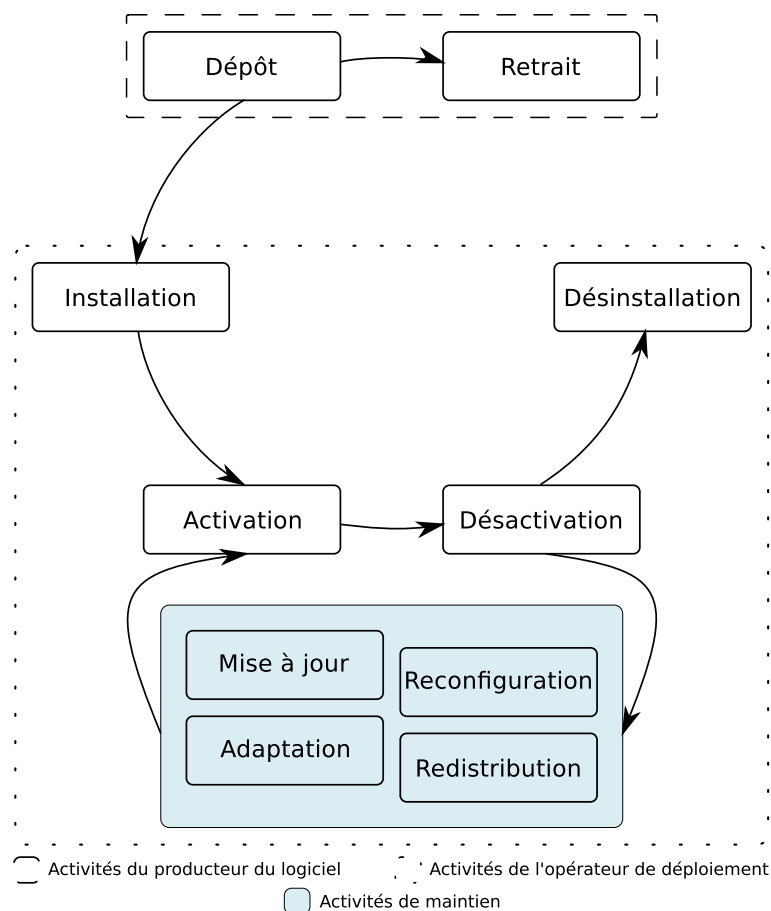 Dépôt
Retrait
Installation
Désinstallation
Activation
Désactivation
Mise à jour
Reconfiguration
Adaptation
Redistribution
Activités du producteur du logiciel
Activités de l'opérateur de déploiement
Activités de maintien